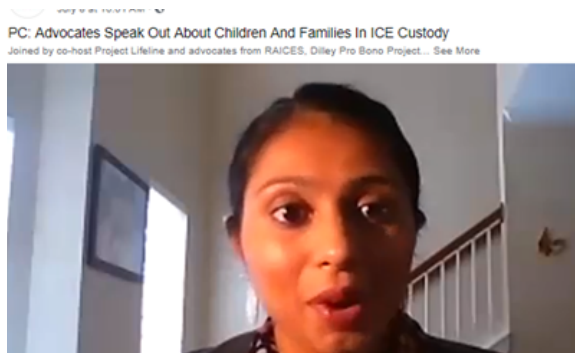 PC: Advocates Speak Out About Children And Families In ICE Custody
Joined by co-host Project Lifeline and advocates from RAICES, Dilley Pro Bono Project... See More